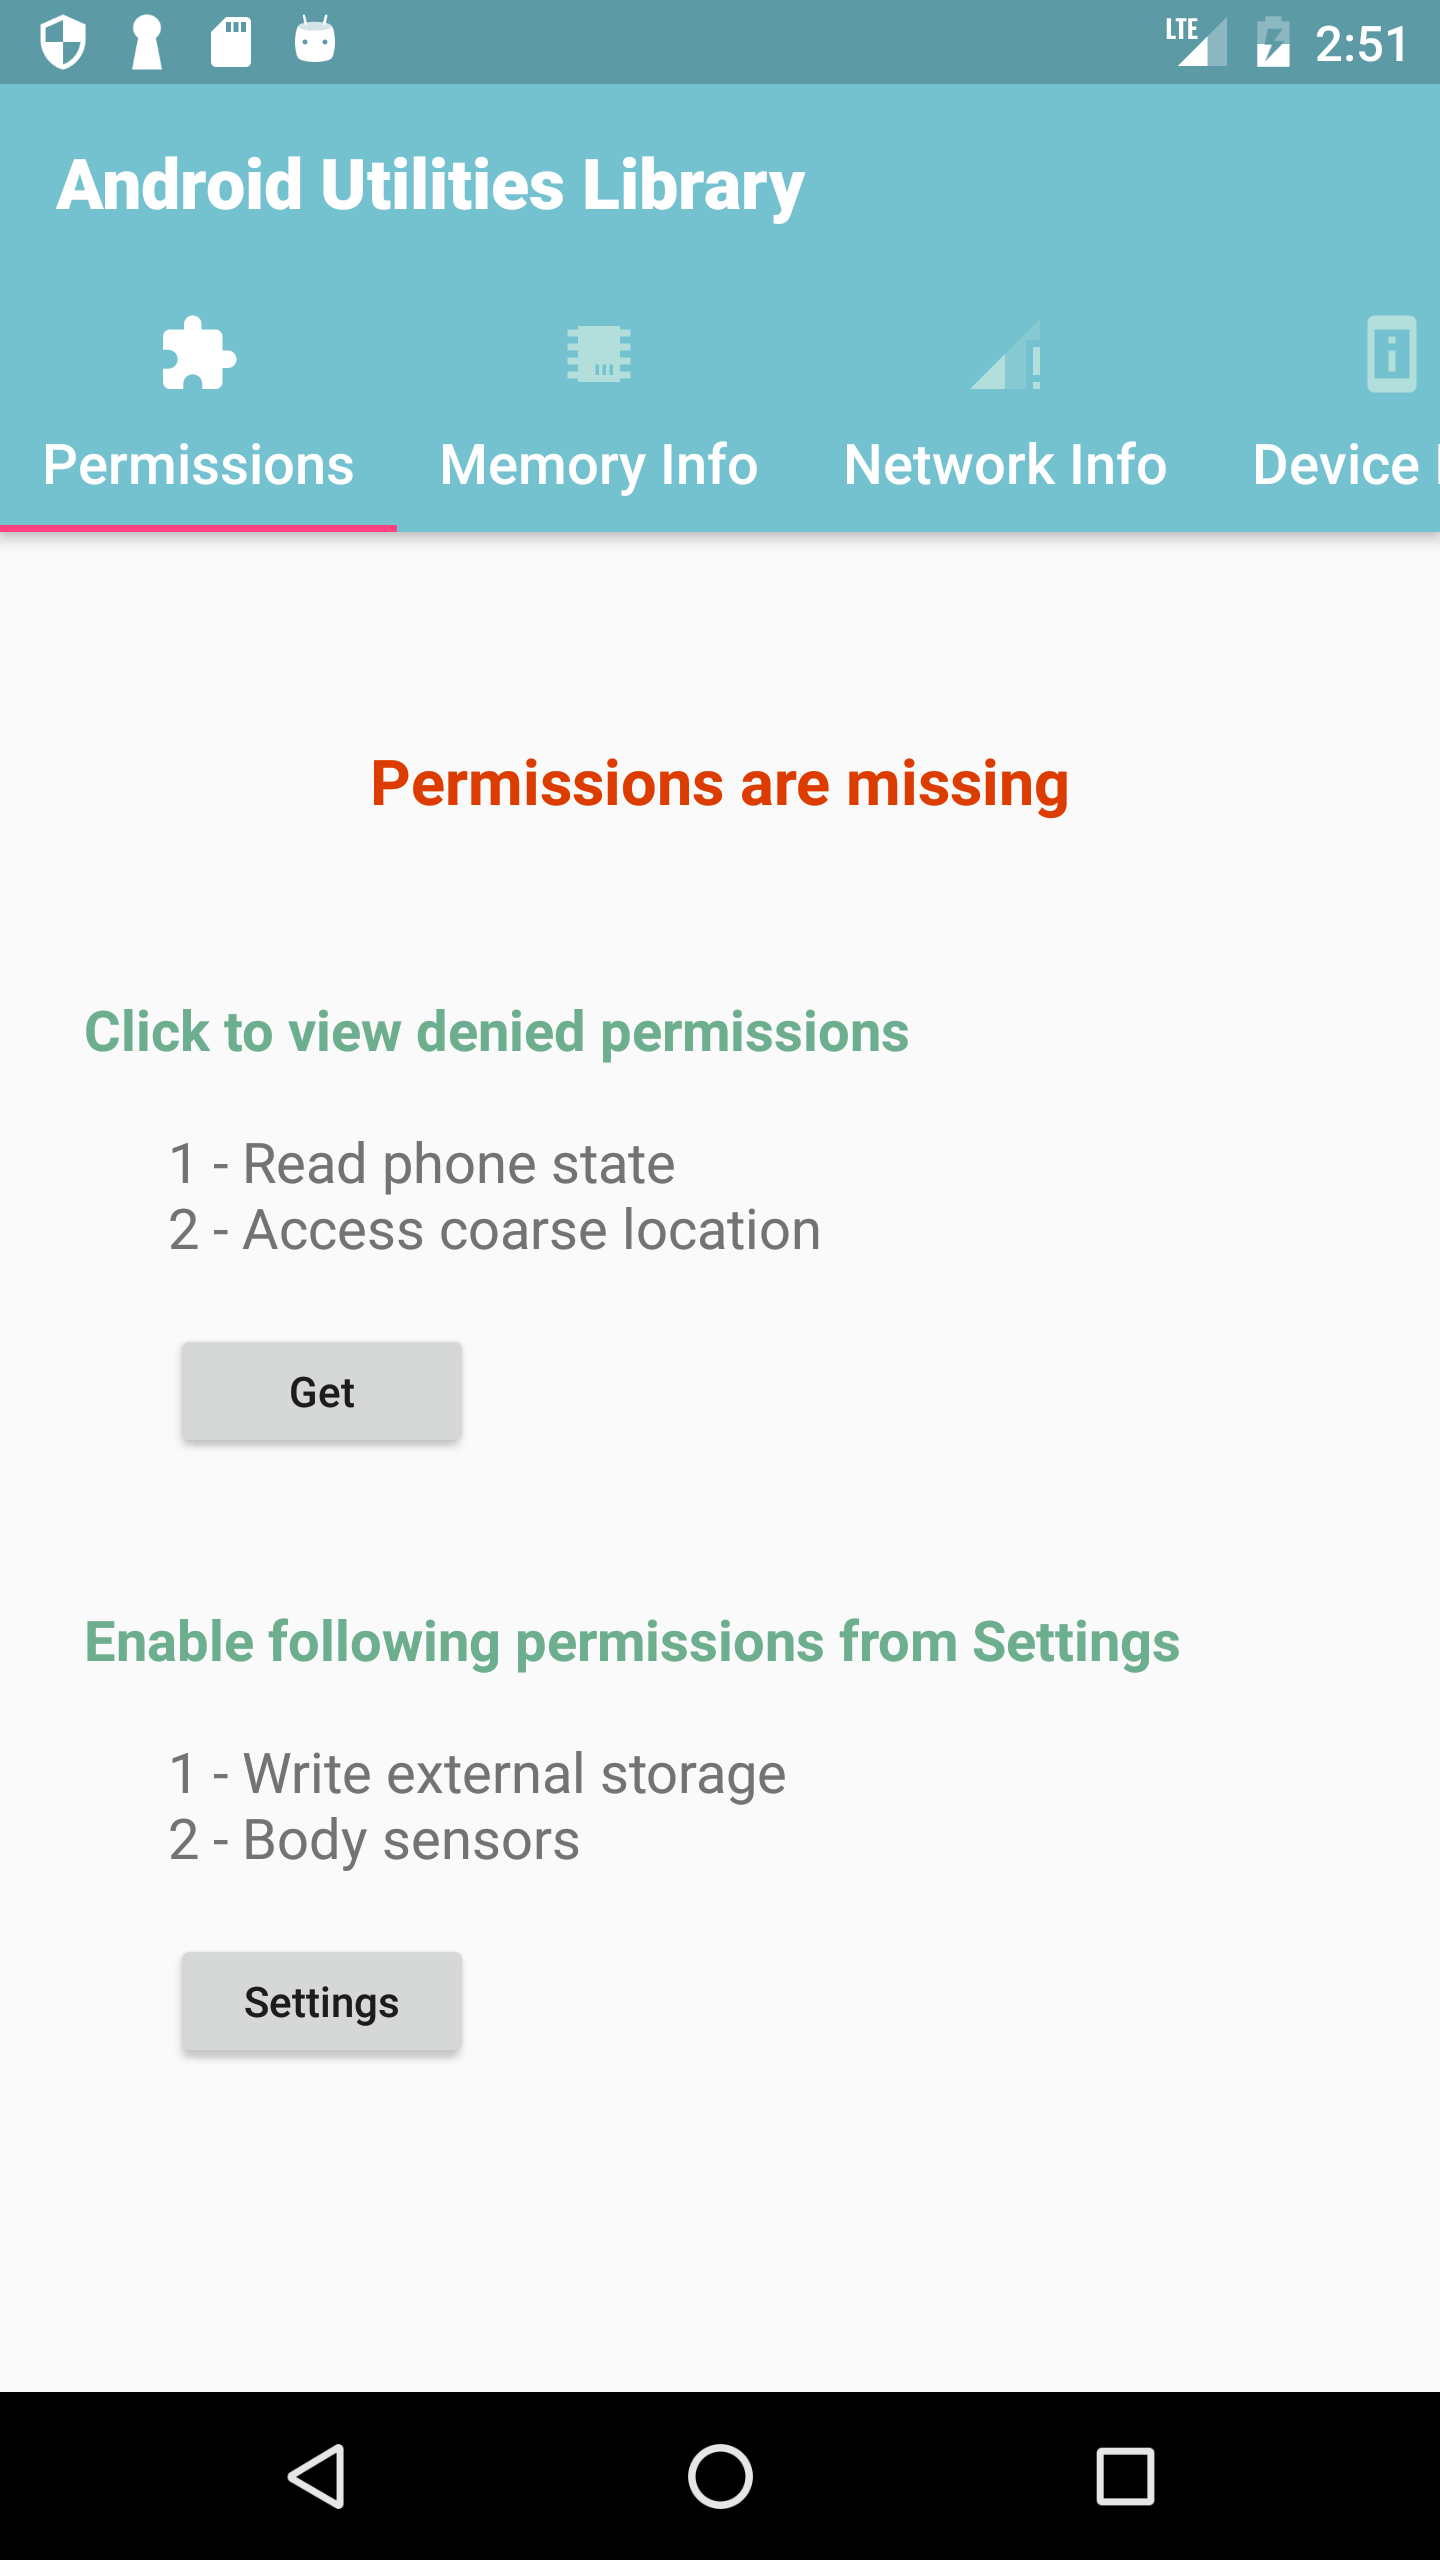 LTE 2:51
Android Utilities Library
Permissions Memory Info Network Info Device
Permissions are missing
Click to view denied permissions
1 - Read phone state
2 - Access coarse location
Get
Enable following permissions from Settings
1 - Write external storage
2 - Body sensors
Settings